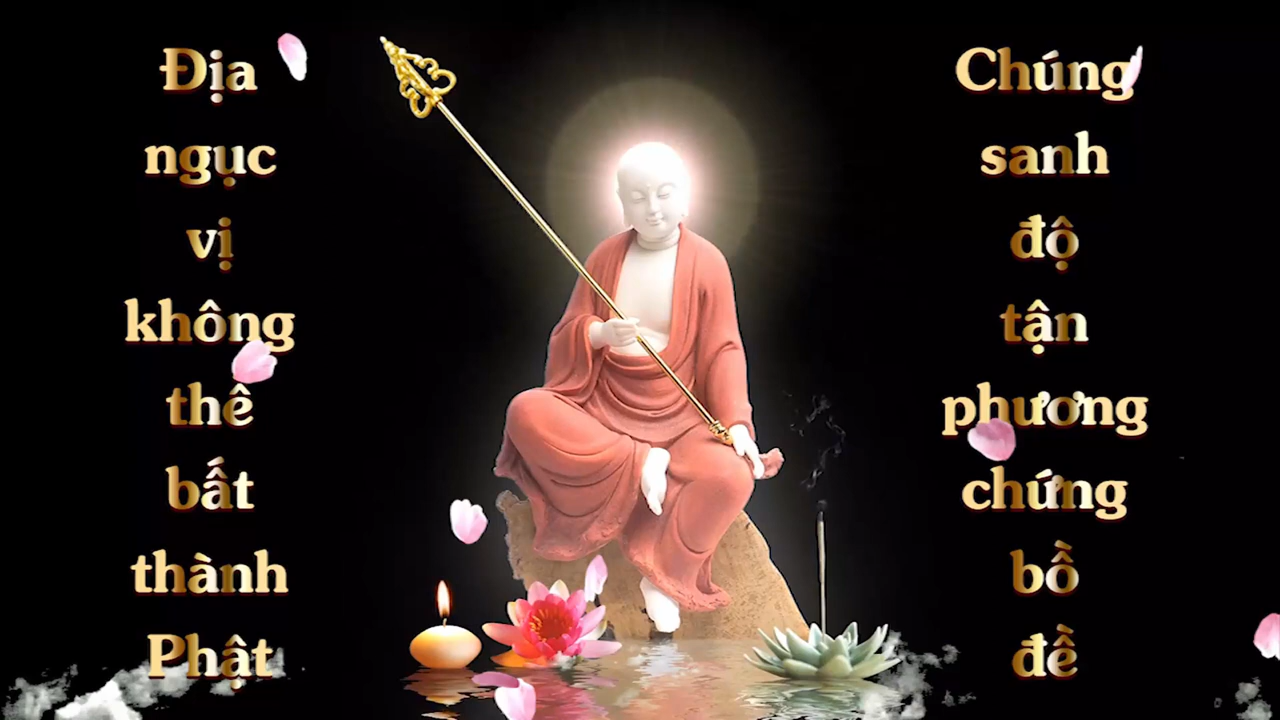 Địa
ngục
vị
không
thê
bất
thành
Phật
Chúng
sanh
độ
tận
phương
chứng
bồ
đề